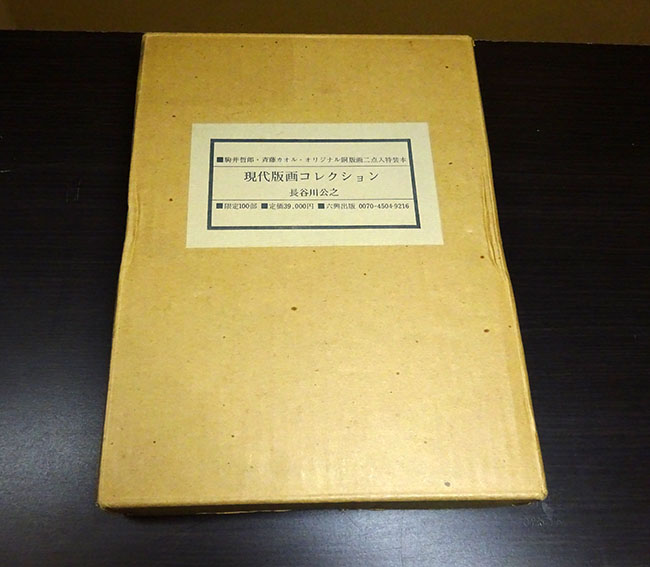 ■駒井哲郎・斉藤カオル・オリジナル銅版画二点入特装本
現代版画コレクション
長谷川公之
■限定100部 ■定価39,000円 ■六興出版 0070-4504-9216